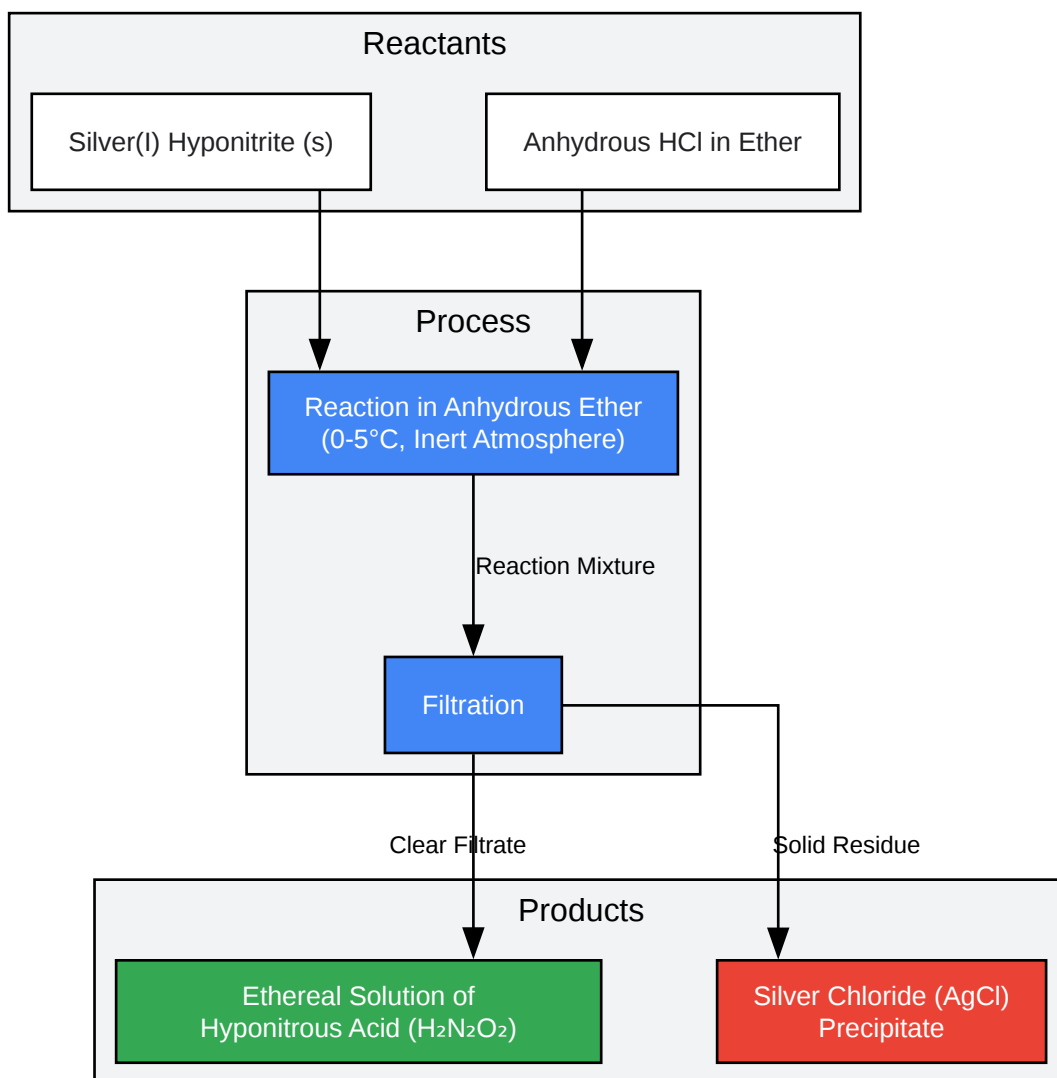 Reactants
Silver(I) Hyponitrite (s)
Anhydrous HCl in Ether
Process
Reaction in Anhydrous Ether
(0-5°C, Inert Atmosphere)
Reaction Mixture
Filtration
Clear Filtrate
Solid Residue
Products
Ethereal Solution of
Hyponitrous Acid (H₂N₂O₂)
Silver Chloride (AgCl)
Precipitate